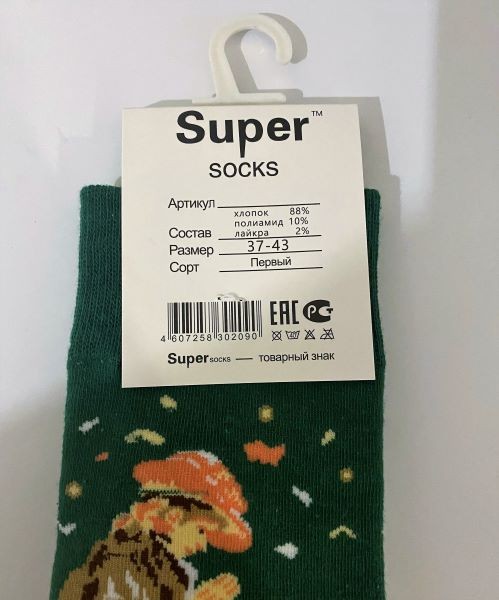 Super™
SOCKS
Артикул
хлопок 88%
полиамид 10%
Состав лайкра 2%
Размер 37-43
Сорт Первый
EAC PG
4 607258 302090
Super socks — товарный знак